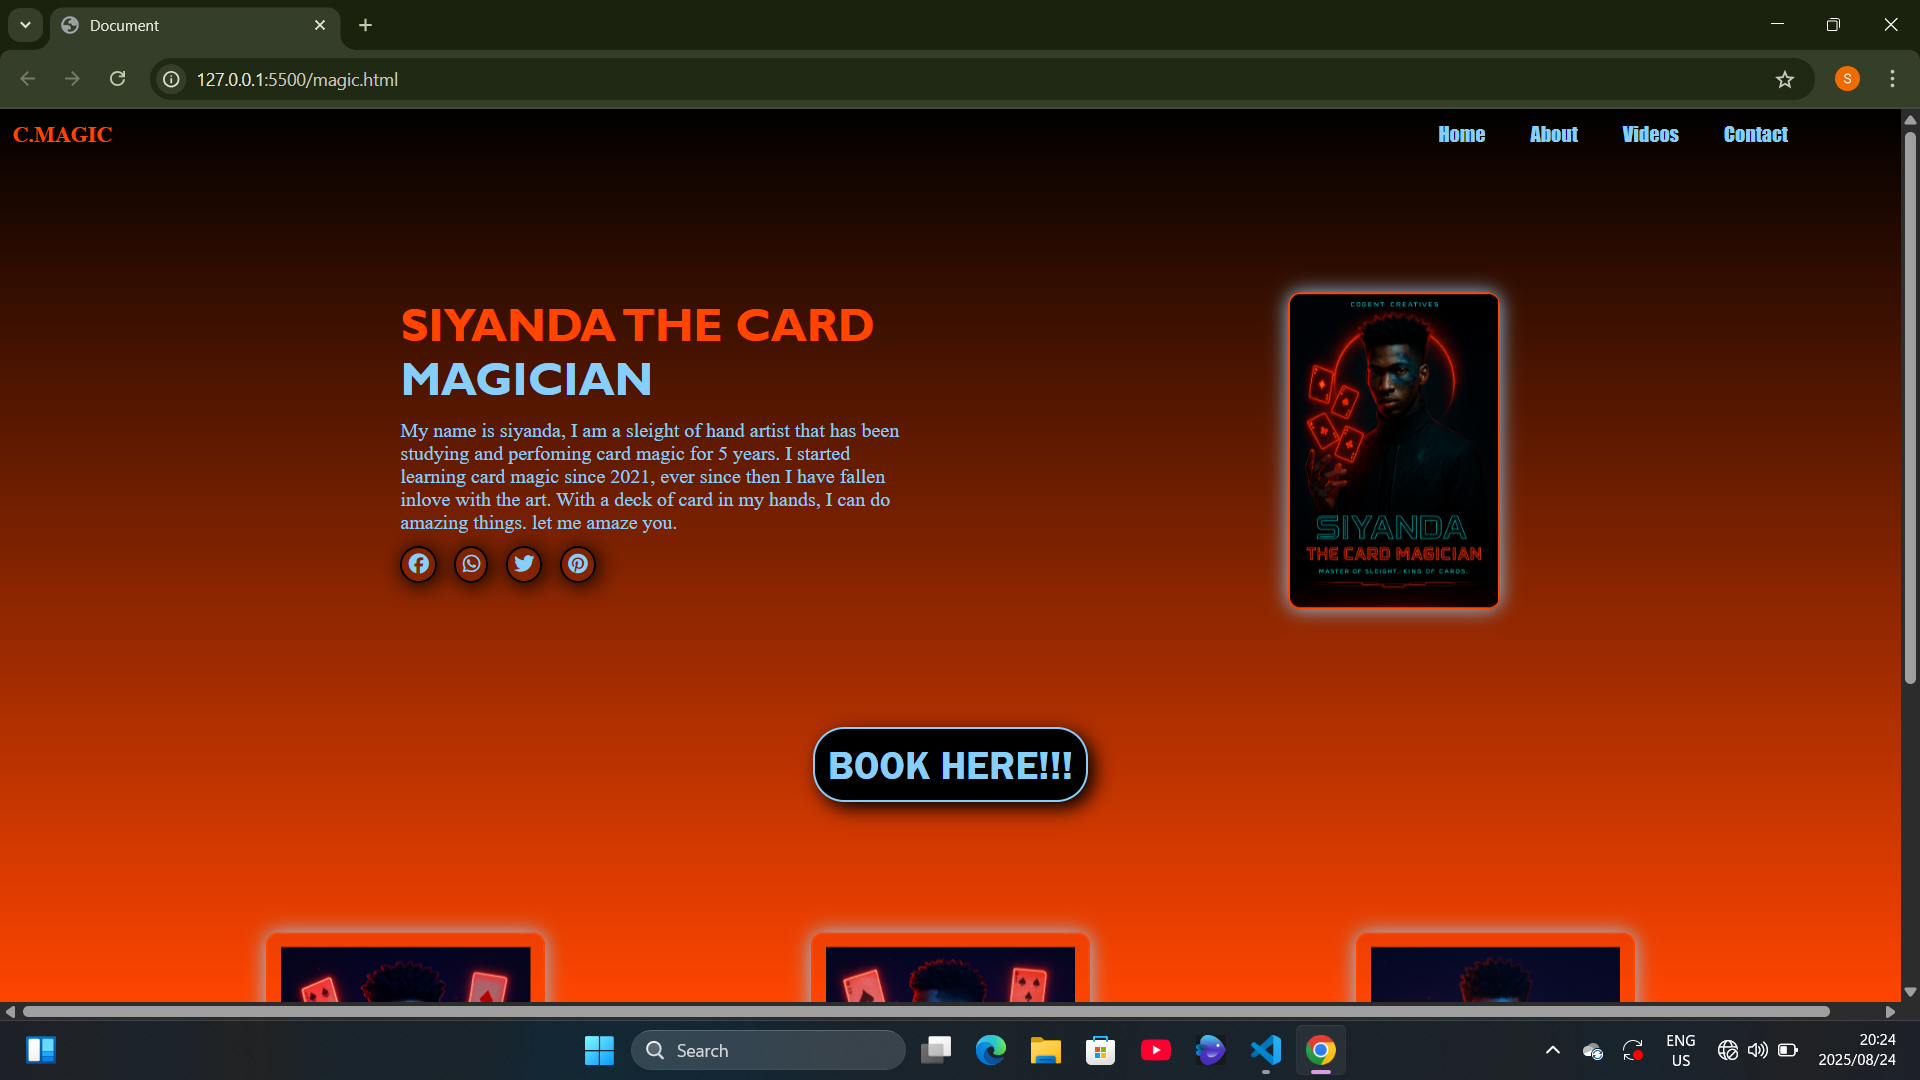 Document
127.0.0.1:5500/magic.html
S
C.MAGIC
Home About Videos Contact
SIYANDA THE CARD
MAGICIAN
My name is siyanda, I am a sleight of hand artist that has been
studying and perfoming card magic for 5 years. I started
learning card magic since 2021, ever since then I have fallen
inlove with the art. With a deck of card in my hands, I can do
amazing things. let me amaze you.
COGENT CREATIVES
SIYANDA
THE CARD MAGICIAN
MASTER OF SLEIGHT. KING OF CARDS.
BOOK HERE!!!
Search
ENG
US
20:24
2025/08/24